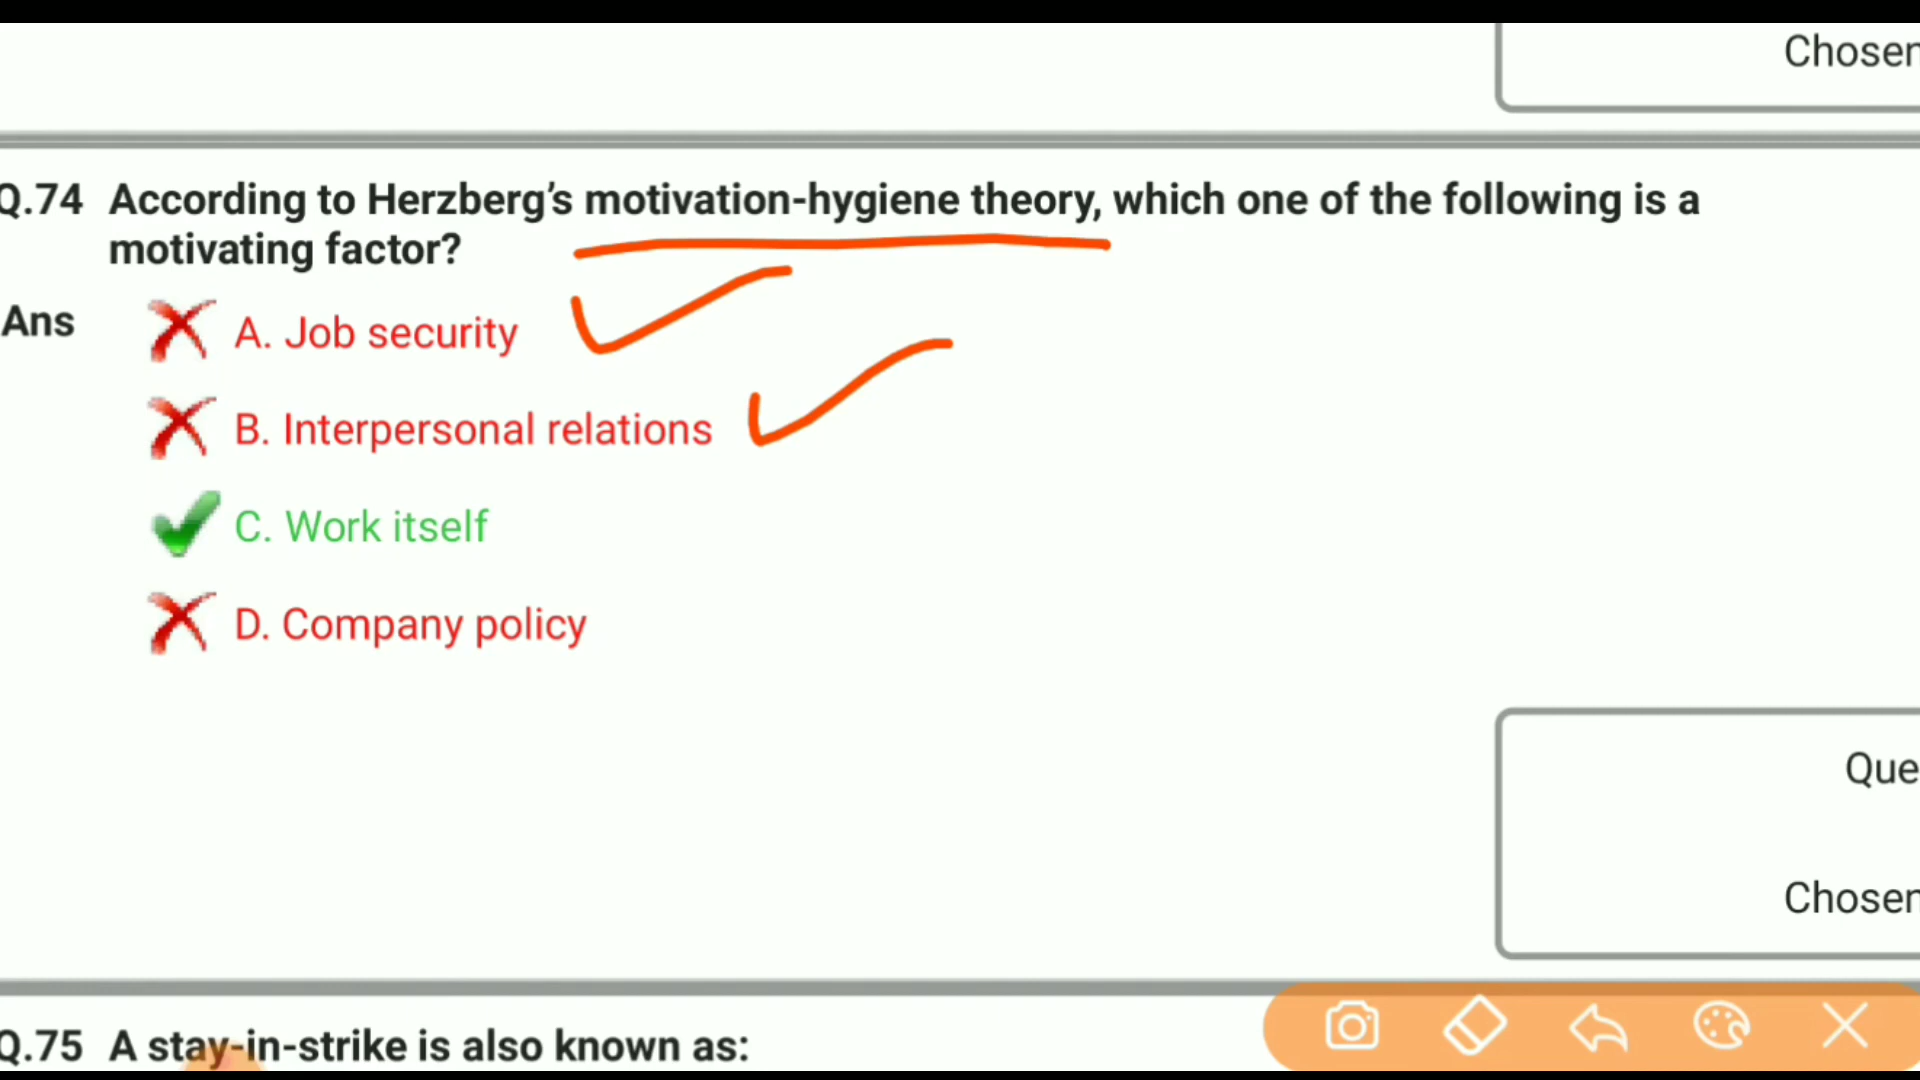 Chosen
Q.74 According to Herzberg’s motivation-hygiene theory, which one of the following is a
motivating factor?
Ans A. Job security
B. Interpersonal relations
C. Work itself
D. Company policy
Que
Chosen
Q.75 A stay-in-strike is also known as: